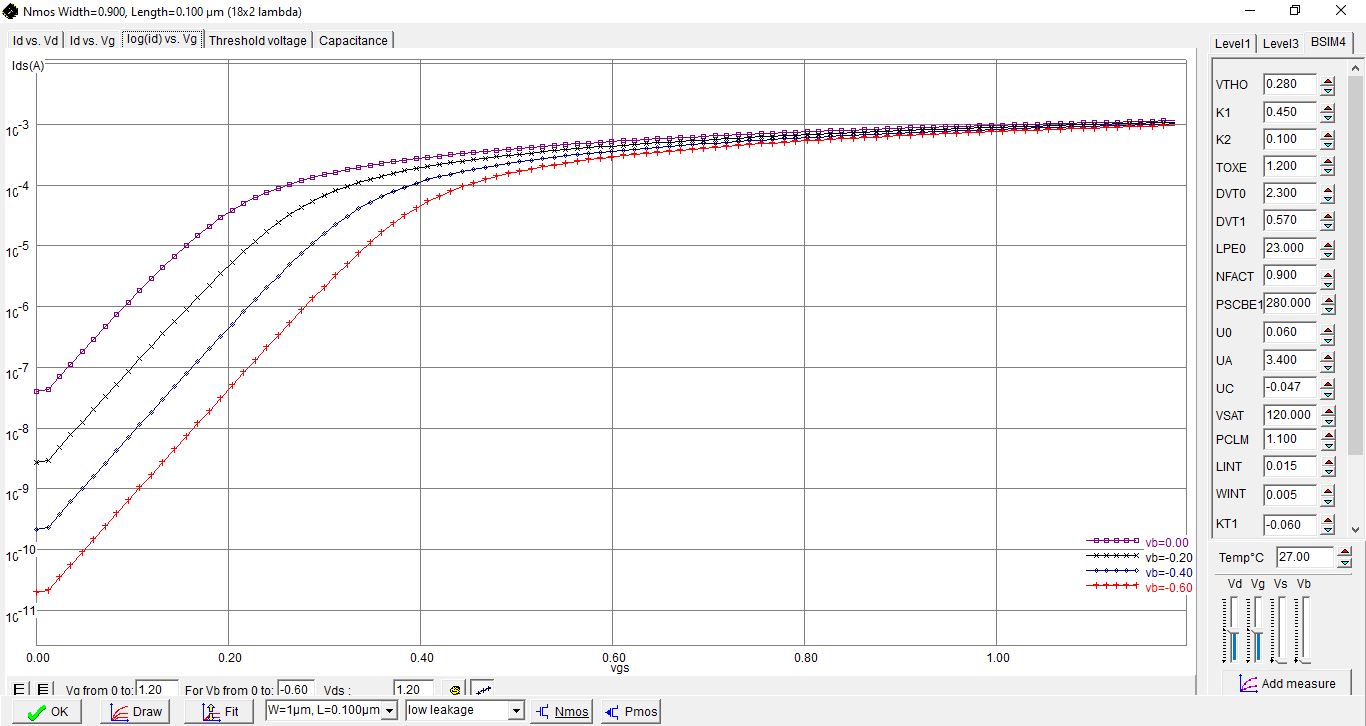 Nmos Width=0.900, Length=0.100 µm (18x2 lambda)
Id vs. Vd Id vs. Vg log(id) vs. Vg Threshold voltage Capacitance
Level1 Level3 BSIM4
Ids(A)
10-3
10-4
10-5
10-6
10-7
10-8
10-9
10-10
10-11
0.00 0.20 0.40 0.60 0.80 1.00
vgs
vb=0.00
vb=-0.20
vb=-0.40
vb=-0.60
VTHO 0.280
K1 0.450
K2 0.100
TOXE 1.200
DVT0 2.300
DVT1 0.570
LPE0 23.000
NFACT 0.900
PSCBE1 280.000
U0 0.060
UA 3.400
UC -0.047
VSAT 120.000
PCLM 1.100
LINT 0.015
WINT 0.005
KT1 -0.060
Temp°C 27.00
Vd Vg Vs Vb
Add measure
Vg from 0 to: 1.20 For Vb from 0 to: -0.60 Vds : 1.20
OK Draw Fit W=1µm, L=0.100µm low leakage Nmos Pmos